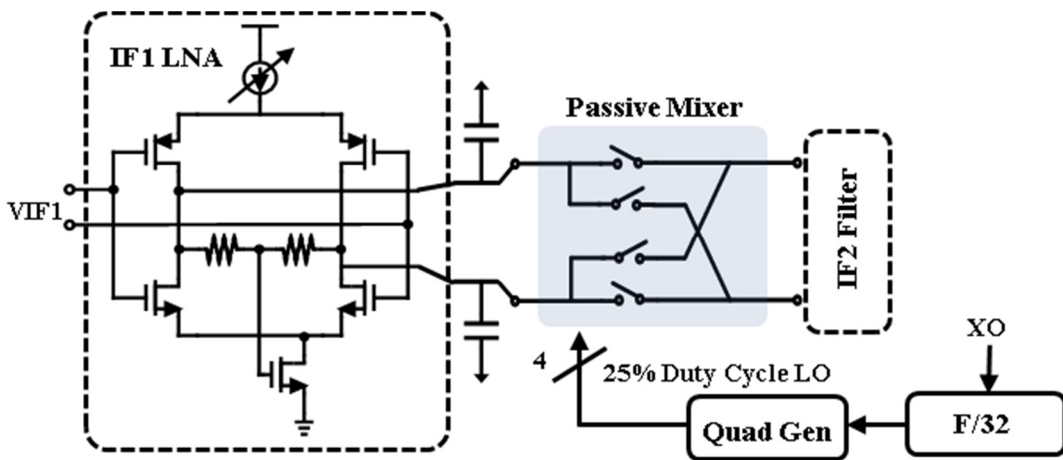 IF1 LNA
Passive Mixer
VIF1
IF2 Filter
XO
4
25% Duty Cycle LO
Quad Gen
F/32